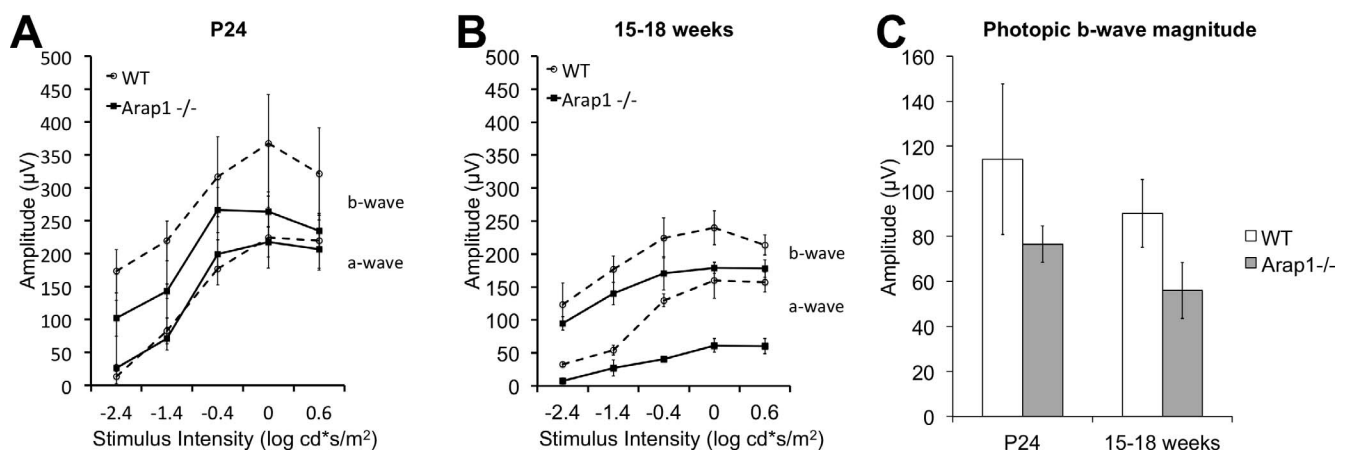 A
P24
500
450
400
350
300
250
200
150
100
50
0
Amplitude (µV)
WT
Arap1 -/-
b-wave
a-wave
-2.4 -1.4 -0.4 0 0.6
Stimulus Intensity (log cd*s/m²)
B
15-18 weeks
500
450
400
350
300
250
200
150
100
50
0
Amplitude (µV)
WT
Arap1 -/-
b-wave
a-wave
-2.4 -1.4 -0.4 0 0.6
Stimulus Intensity (log cd*s/m²)
C
Photopic b-wave magnitude
160
140
120
100
80
60
40
20
0
Amplitude (µV)
WT
Arap1-/-
P24 15-18 weeks